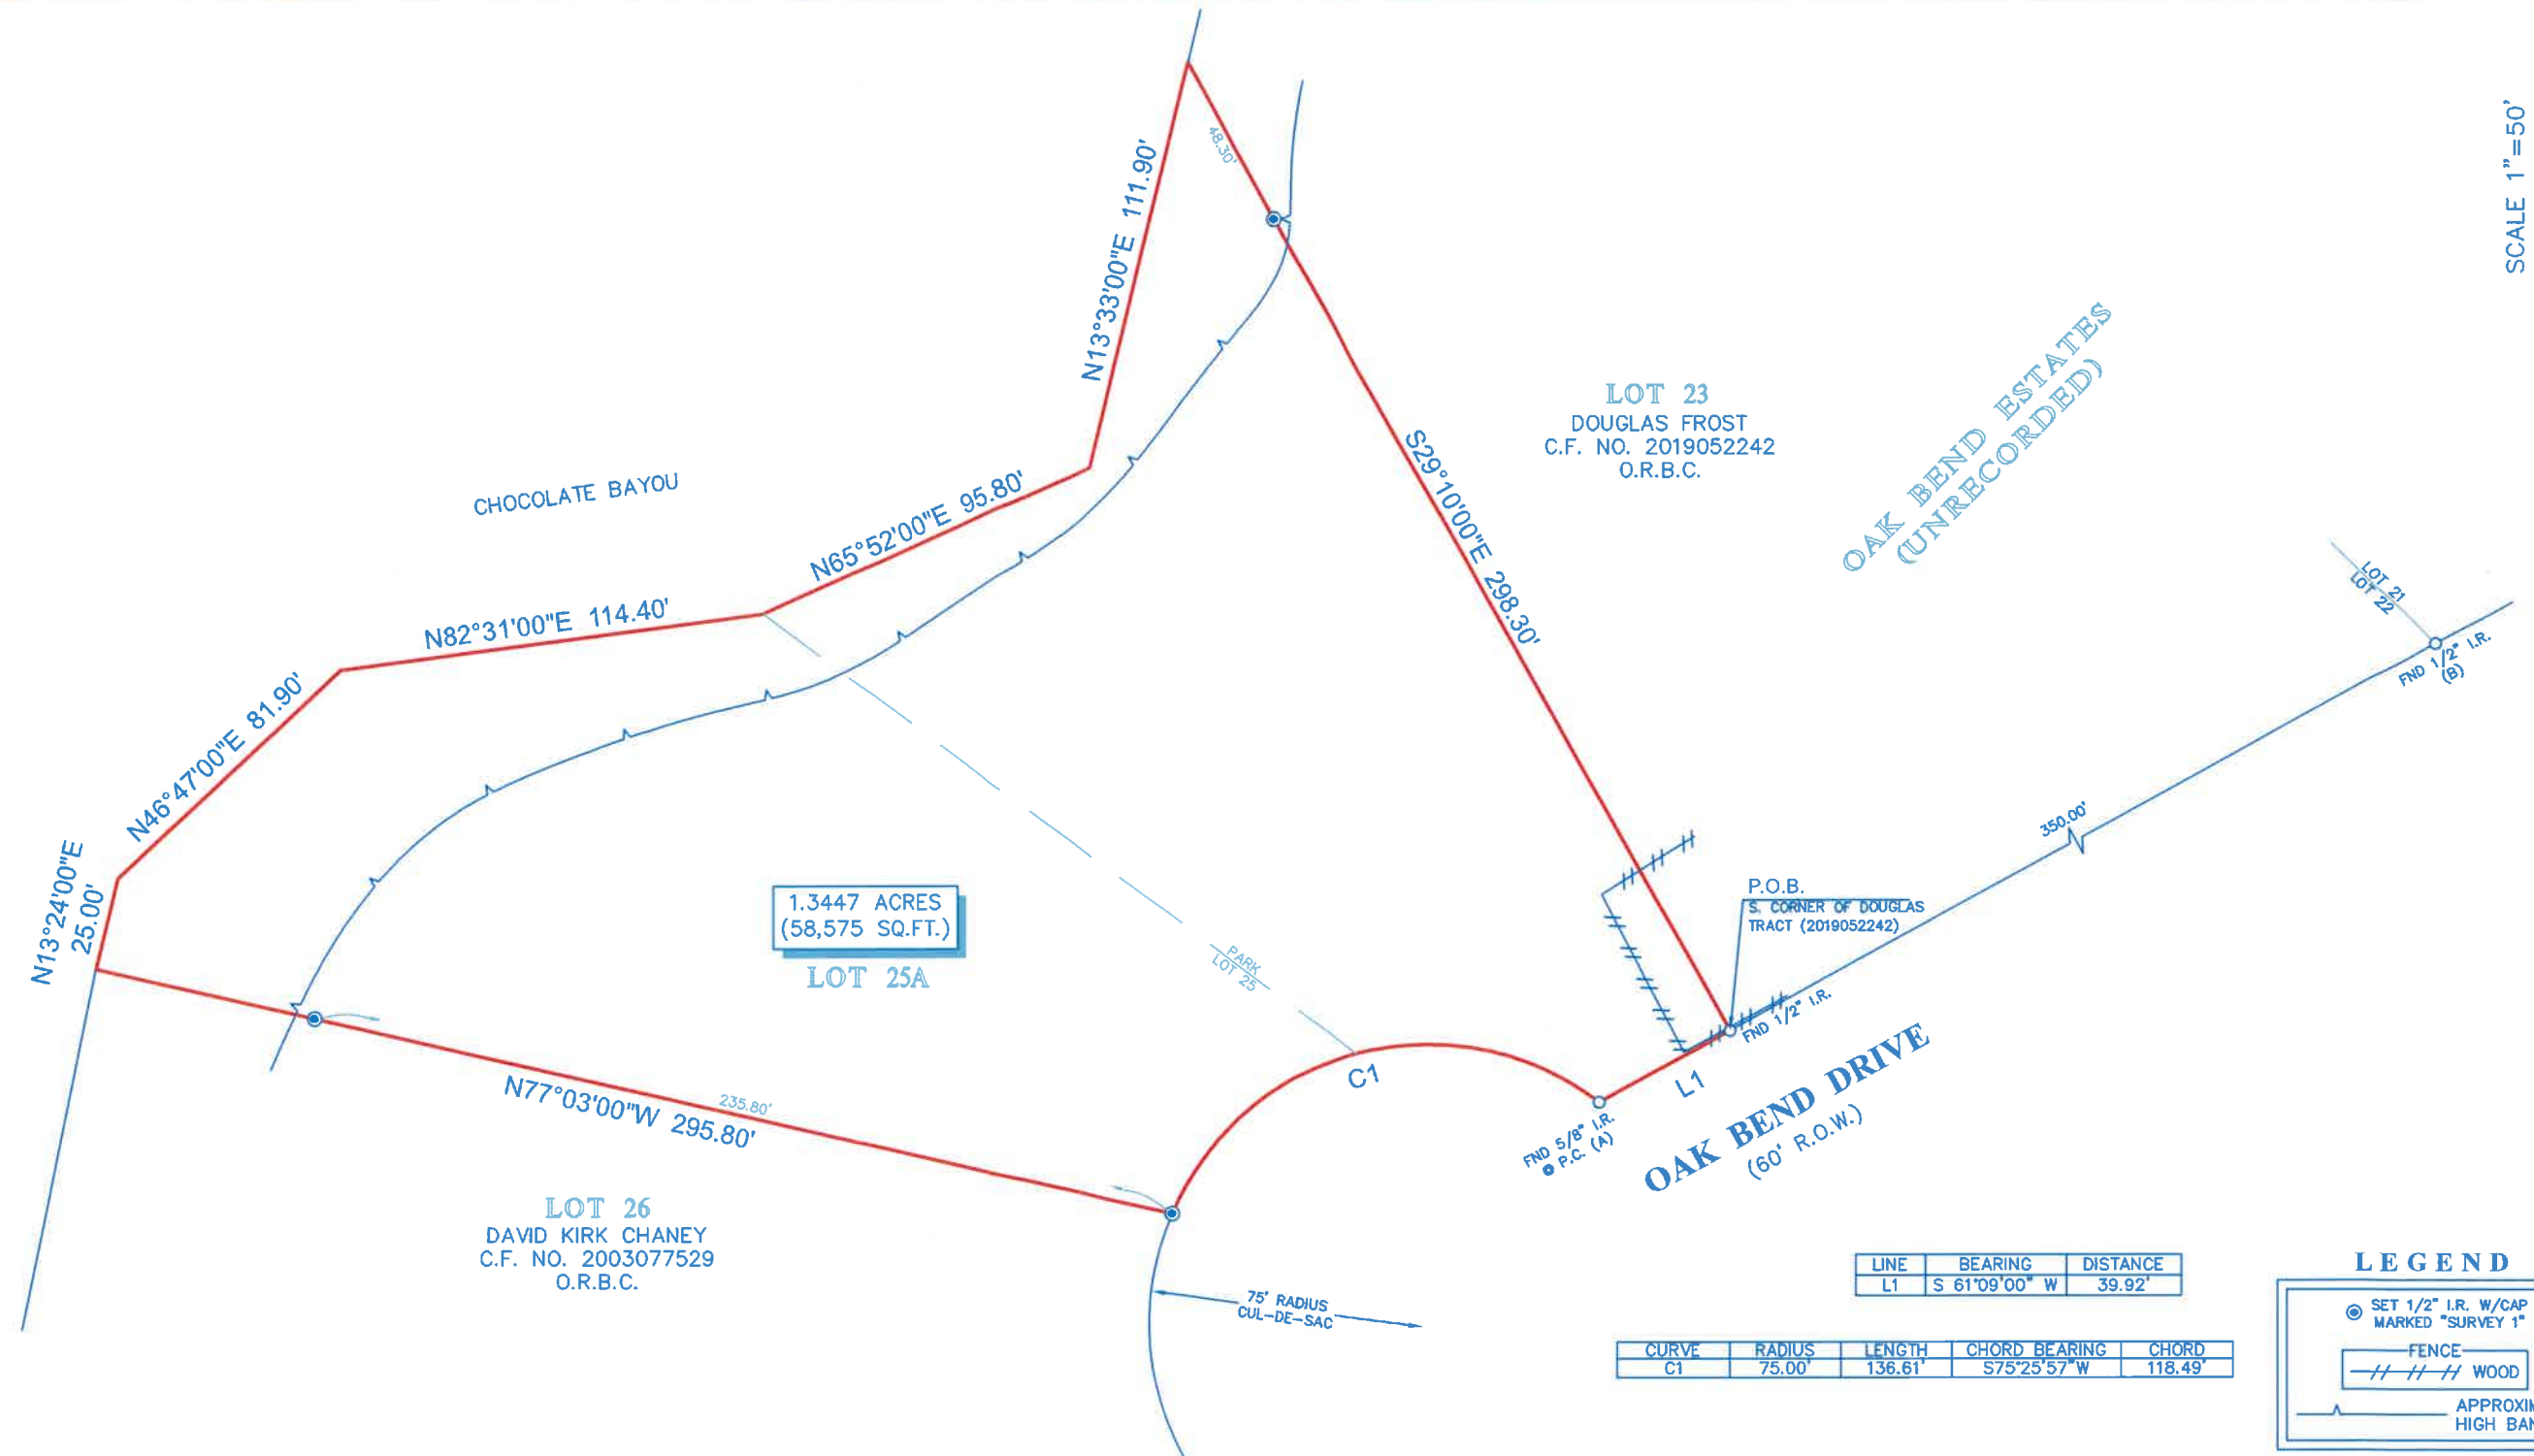 SCALE 1"=50'
48.30'
N13°33'00"E 111.90'
LOT 23
DOUGLAS FROST
C.F. NO. 2019052242
O.R.B.C.
OAK BEND ESTATES
(UNRECORDED)
S29°10'00"E 298.30'
CHOCOLATE BAYOU
N65°52'00"E 95.80'
N82°31'00"E 114.40'
N46°47'00"E 81.90'
N13°24'00"E
25.00'
LOT 21
LOT 22
FND 1/2" I.R.
(B)
350.00'
1.3447 ACRES
(58,575 SQ.FT.)
LOT 25A
PARK
LOT 25
P.O.B.
S. CORNER OF DOUGLAS
TRACT (2019052242)
FND 1/2" I.R.
L1
C1
FND 5/8" I.R.
@ P.C. (A)
OAK BEND DRIVE
(60' R.O.W.)
N77°03'00"W 295.80'
235.80'
LOT 26
DAVID KIRK CHANEY
C.F. NO. 2003077529
O.R.B.C.
75' RADIUS
CUL-DE-SAC
LINE BEARING DISTANCE
L1 S 61°09'00" W 39.92'
CURVE RADIUS LENGTH CHORD BEARING CHORD
C1 75.00' 136.61' S75°25'57"W 118.49'
LEGEND
SET 1/2" I.R. W/CAP
MARKED "SURVEY 1"
FENCE
WOOD
APPROXIM
HIGH BAN